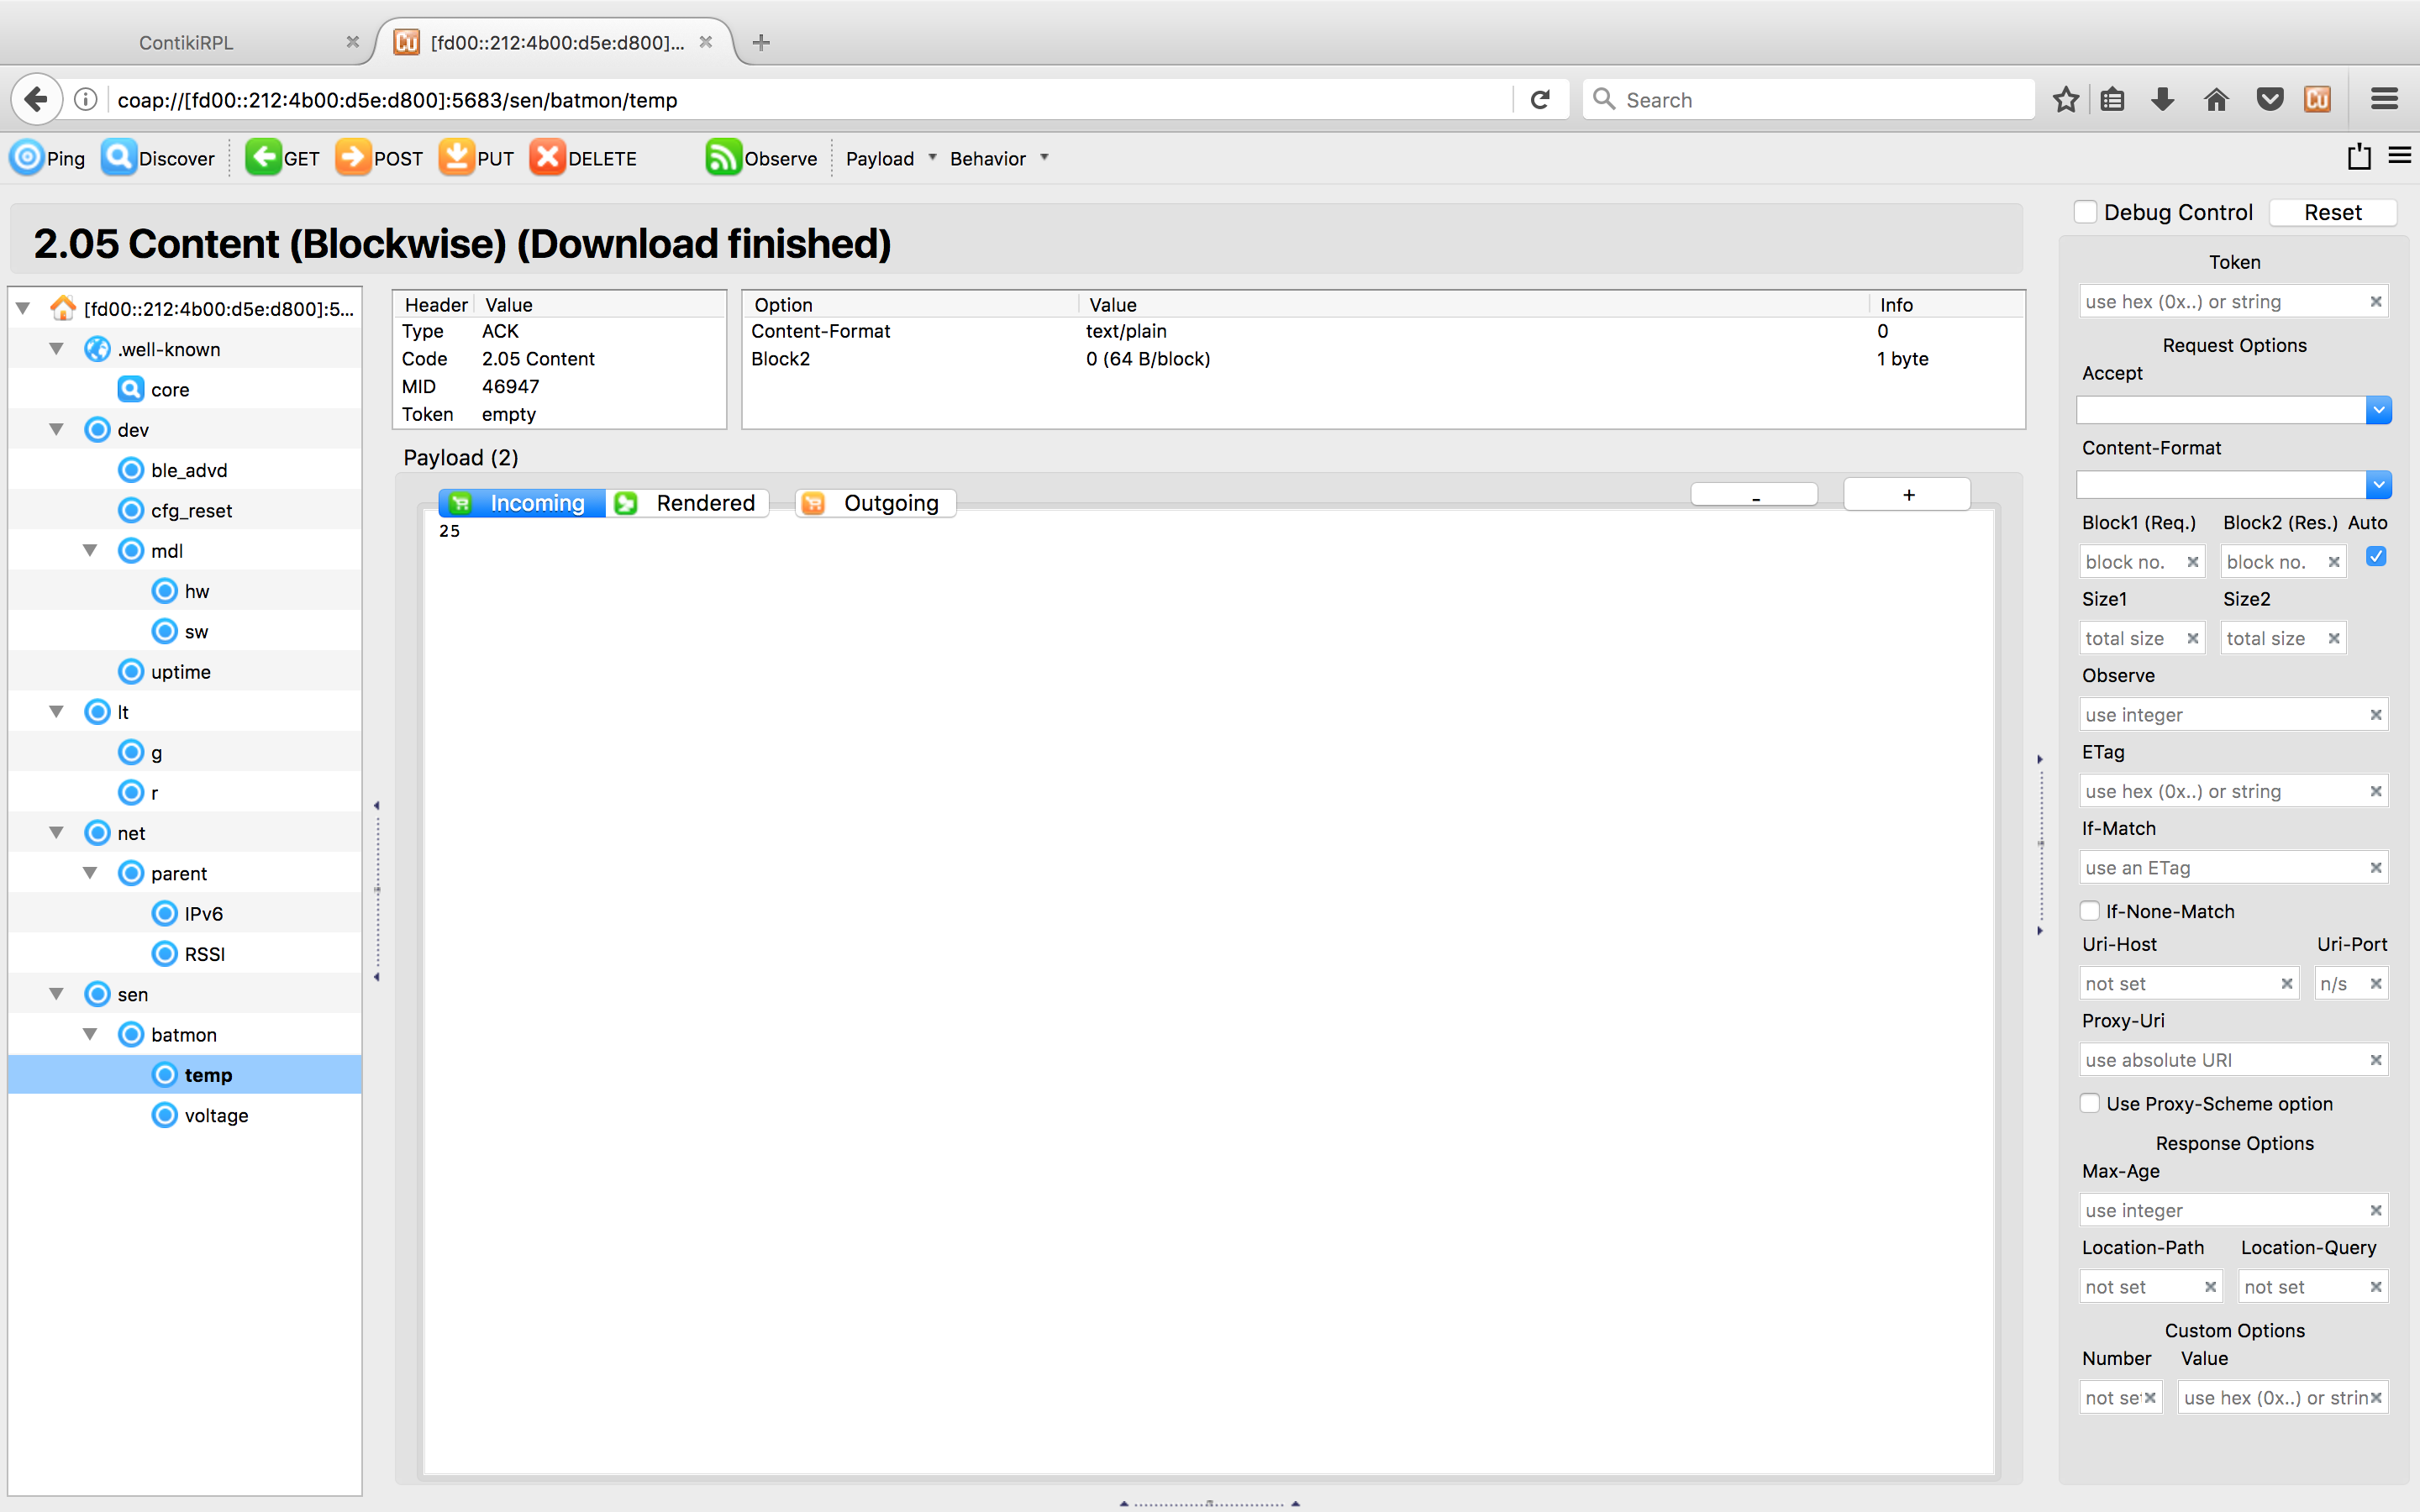 ContikiRPL
[fd00::212:4b00:d5e:d800]...
coap://[fd00::212:4b00:d5e:d800]:5683/sen/batmon/temp
Search
Ping Discover GET POST PUT DELETE Observe Payload Behavior
2.05 Content (Blockwise) (Download finished)
[fd00::212:4b00:d5e:d800]:5...
.well-known
core
dev
ble_advd
cfg_reset
mdl
hw
sw
uptime
lt
g
r
net
parent
IPv6
RSSI
sen
batmon
temp
voltage
Header Value
Type ACK
Code 2.05 Content
MID 46947
Token empty
Option Value Info
Content-Format text/plain 0
Block2 0 (64 B/block) 1 byte
Payload (2)
Incoming Rendered Outgoing - +
25
Debug Control Reset
Token
use hex (0x..) or string
Request Options
Accept
Content-Format
Block1 (Req.) Block2 (Res.) Auto
block no. block no.
Size1 Size2
total size total size
Observe
use integer
ETag
use hex (0x..) or string
If-Match
use an ETag
If-None-Match
Uri-Host Uri-Port
not set n/s
Proxy-Uri
use absolute URI
Use Proxy-Scheme option
Response Options
Max-Age
use integer
Location-Path Location-Query
not set not set
Custom Options
Number Value
not se use hex (0x..) or strin